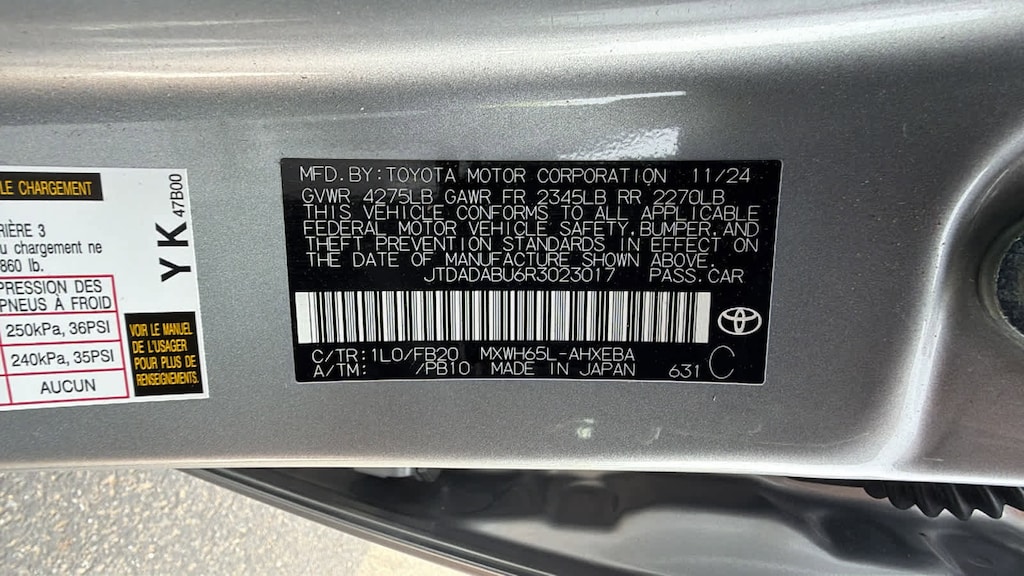 LE CHARGEMENT
RIÈRE 3
u chargement ne
860 lb.
PRESSION DES
PNEUS À FROID
250kPa, 36PSI
240kPa, 35PSI
AUCUN
YK
47B00
VOIR LE MANUEL
DE L'USAGER
POUR PLUS
DE
RENSEIGNEMENTS
MFD.BY:TOYOTA MOTOR CORPORATION 11/24
GVWR 4275LB GAWR FR 2345LB RR 2270LB
THIS VEHICLE CONFORMS TO ALL APPLICABLE
FEDERAL MOTOR VEHICLE SAFETY,BUMPER,AND
THEFT PREVENTION STANDARDS IN EFFECT ON
THE DATE OF MANUFACTURE SHOWN ABOVE.
JTDADABU6R3023017 PASS.CAR
C/TR:1L0/FB20 MXWH65L-AHXEBA
A/TM: /PB10 MADE IN JAPAN 631 C